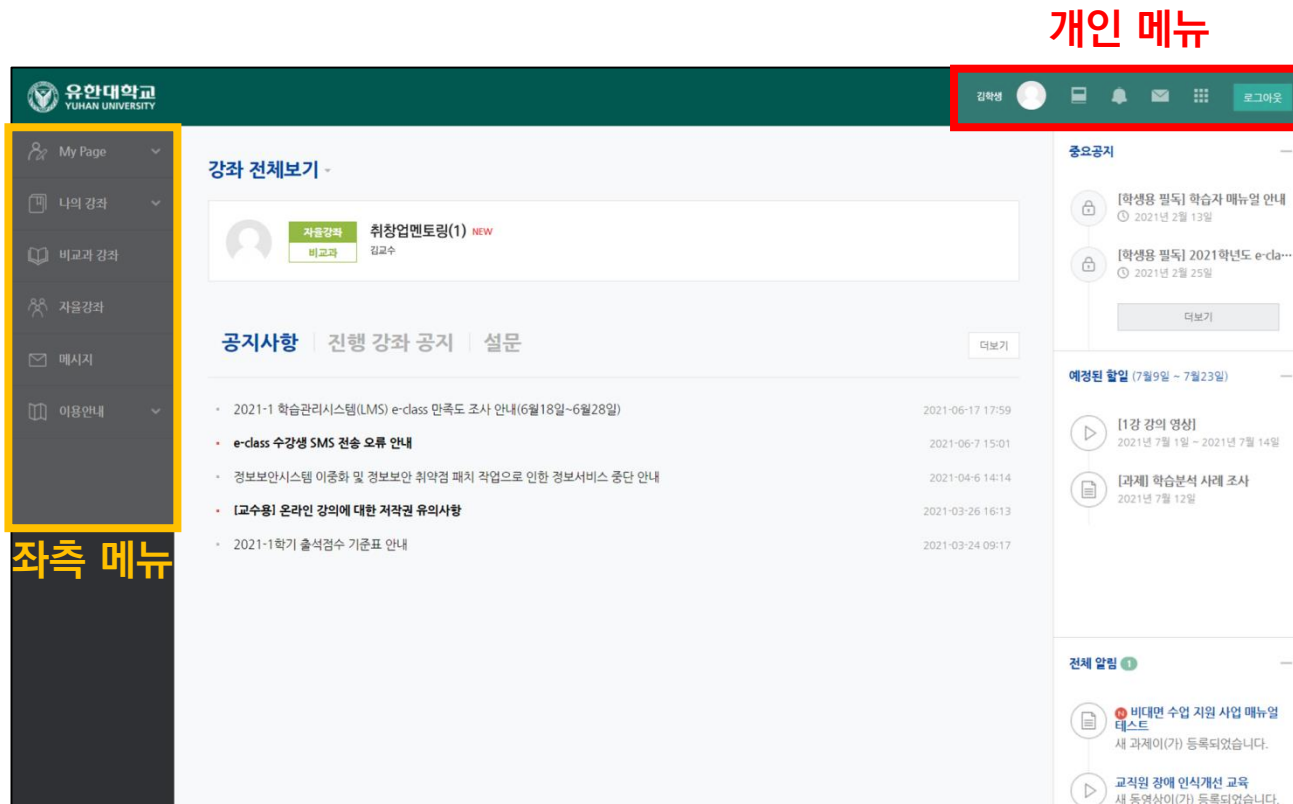 개인 메뉴
유한대학교
YUHAN UNIVERSITY
김학생
로그아웃
My Page
나의 강좌
비교과 강좌
자율강좌
메시지
이용안내
좌측 메뉴
강좌 전체보기
자율강좌
비교과
취창업멘토링(1) NEW
김교수
공지사항 진행 강좌 공지 설문
더보기
2021-1 학습관리시스템(LMS) e-class 만족도 조사 안내(6월18일~6월28일) 2021-06-17 17:59
e-class 수강생 SMS 전송 오류 안내 2021-06-7 15:01
정보보안시스템 이중화 및 정보보안 취약점 패치 작업으로 인한 정보서비스 중단 안내 2021-04-6 14:14
[교수용] 온라인 강의에 대한 저작권 유의사항 2021-03-26 16:13
2021-1학기 출석점수 기준표 안내 2021-03-24 09:17
중요공지
[학생용 필독] 학습자 매뉴얼 안내
2021년 2월 13일
[학생용 필독] 2021학년도 e-cla…
2021년 2월 25일
더보기
예정된 할일 (7월9일 ~ 7월23일)
[1강 강의 영상]
2021년 7월 1일 ~ 2021년 7월 14일
[과제] 학습분석 사례 조사
2021년 7월 12일
전체 알림 1
N 비대면 수업 지원 사업 매뉴얼
테스트
새 과제이(가) 등록되었습니다.
교직원 장애 인식개선 교육
새 동영상이(가) 등록되었습니다.